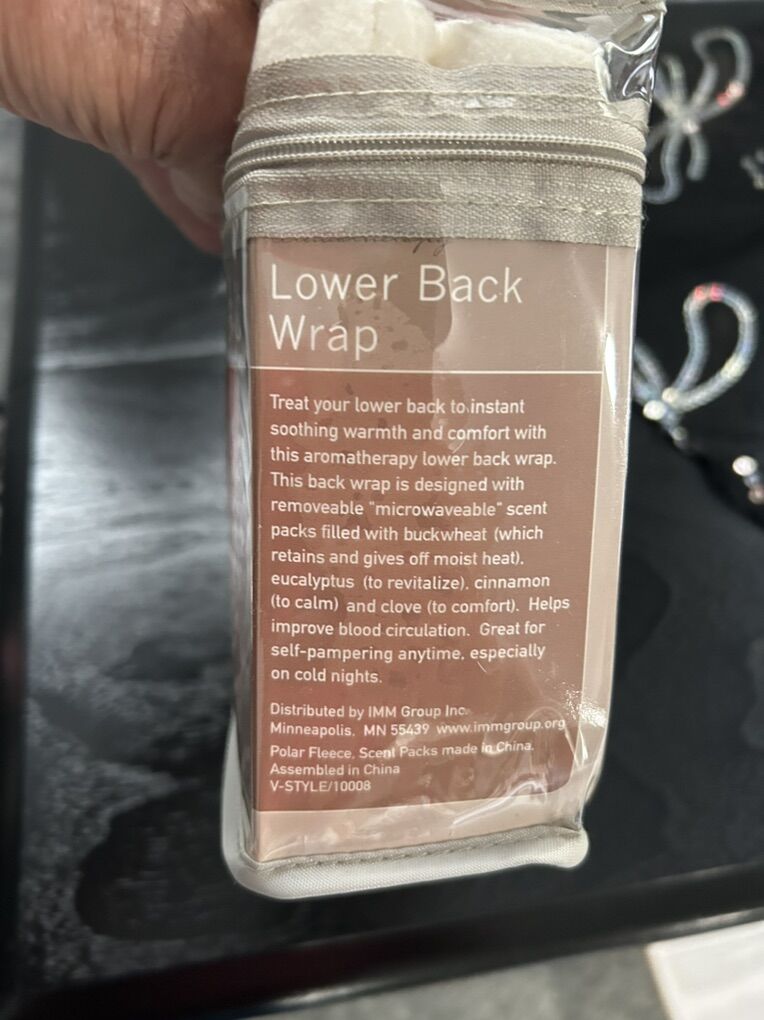 Lower Back
Wrap
Treat your lower back to instant
soothing warmth and comfort with
this aromatherapy lower back wrap.
This back wrap is designed with
removeable "microwaveable" scent
packs filled with buckwheat (which
retains and gives off moist heat),
eucalyptus (to revitalize), cinnamon
(to calm) and clove (to comfort). Helps
improve blood circulation. Great for
self-pampering anytime, especially
on cold nights.
Distributed by IMM Group Inc.
Minneapolis, MN 55439 www.immgroup.org
Polar Fleece, Scent Packs made in China.
Assembled in China
V-STYLE/10008